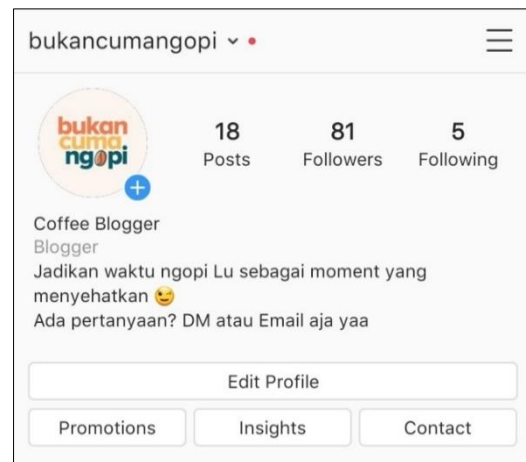 bukancumangopi
bukan
cuma
ngopi
18 81 5
Posts Followers Following
Coffee Blogger
Blogger
Jadikan waktu ngopi Lu sebagai moment yang
menyehatkan 😉
Ada pertanyaan? DM atau Email aja yaa
Edit Profile
Promotions Insights Contact